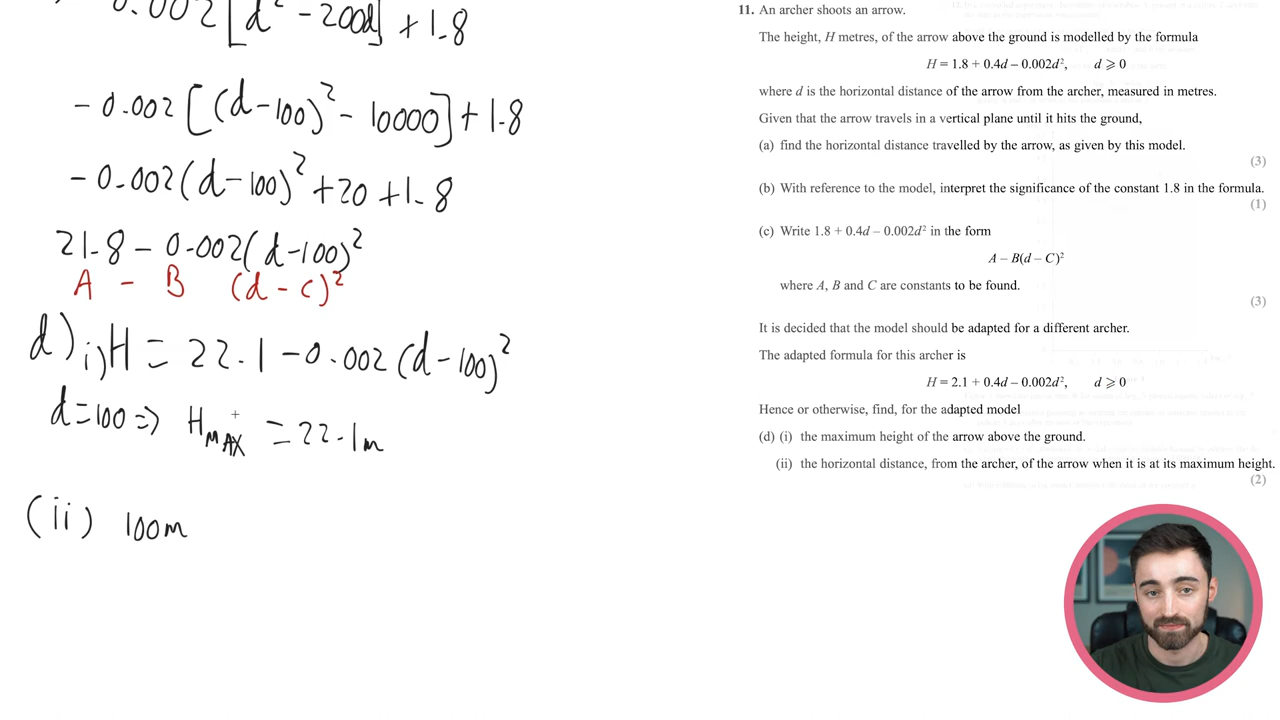 - 0.002 [d² - 200d] + 1.8
- 0.002 [(d-100)² - 10000] + 1.8
- 0.002 (d-100)² + 20 + 1.8
21.8 - 0.002 (d-100)²
A - B (d - C)²
d) i) H = 22.1 - 0.002 (d-100)²
d=100 => H MAX = 22.1m
(ii) 100m
11. An archer shoots an arrow.
The height, H metres, of the arrow above the ground is modelled by the formula
H = 1.8 + 0.4d – 0.002d², d ⩾ 0
where d is the horizontal distance of the arrow from the archer, measured in metres.
Given that the arrow travels in a vertical plane until it hits the ground,
(a) find the horizontal distance travelled by the arrow, as given by this model.
(3)
(b) With reference to the model, interpret the significance of the constant 1.8 in the formula.
(1)
(c) Write 1.8 + 0.4d – 0.002d² in the form
A – B(d – C)²
where A, B and C are constants to be found.
(3)
It is decided that the model should be adapted for a different archer.
The adapted formula for this archer is
H = 2.1 + 0.4d – 0.002d², d ⩾ 0
Hence or otherwise, find, for the adapted model
(d) (i) the maximum height of the arrow above the ground.
(ii) the horizontal distance, from the archer, of the arrow when it is at its maximum height.
(2)